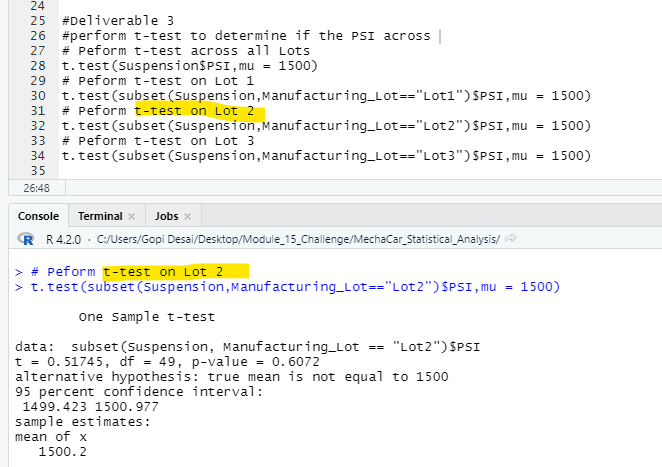 24
25 #Deliverable 3
26 #perform t-test to determine if the PSI across
27 # Peform t-test across all Lots
28 t.test(Suspension$PSI,mu = 1500)
29 # Peform t-test on Lot 1
30 t.test(subset(Suspension,Manufacturing_Lot=="Lot1")$PSI,mu = 1500)
31 # Peform t-test on Lot 2
32 t.test(subset(Suspension,Manufacturing_Lot=="Lot2")$PSI,mu = 1500)
33 # Peform t-test on Lot 3
34 t.test(subset(Suspension,Manufacturing_Lot=="Lot3")$PSI,mu = 1500)
35
26:48
Console Terminal × Jobs ×
R R 4.2.0 · C:/Users/Gopi Desai/Desktop/Module_15_Challenge/MechaCar_Statistical_Analysis/
> # Peform t-test on Lot 2
> t.test(subset(Suspension,Manufacturing_Lot=="Lot2")$PSI,mu = 1500)
One Sample t-test
data: subset(Suspension, Manufacturing_Lot == "Lot2")$PSI
t = 0.51745, df = 49, p-value = 0.6072
alternative hypothesis: true mean is not equal to 1500
95 percent confidence interval:
1499.423 1500.977
sample estimates:
mean of x
1500.2